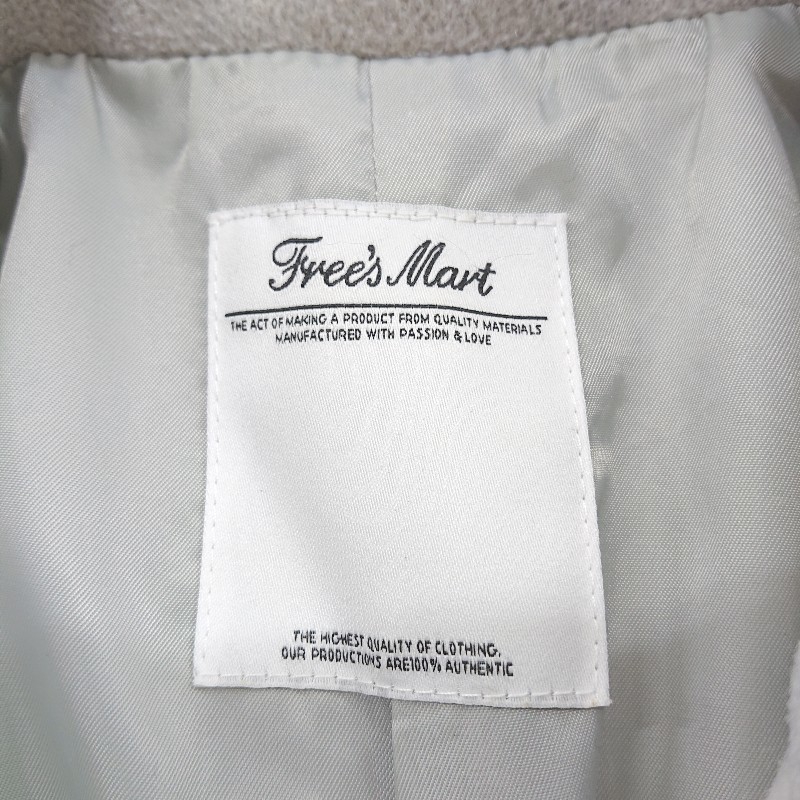 Free's Mart
THE ACT OF MAKING A PRODUCT FROM QUALITY MATERIALS
MANUFACTURED WITH PASSION & LOVE
THE HIGHEST QUALITY OF CLOTHING.
OUR PRODUCTIONS ARE100% AUTHENTIC